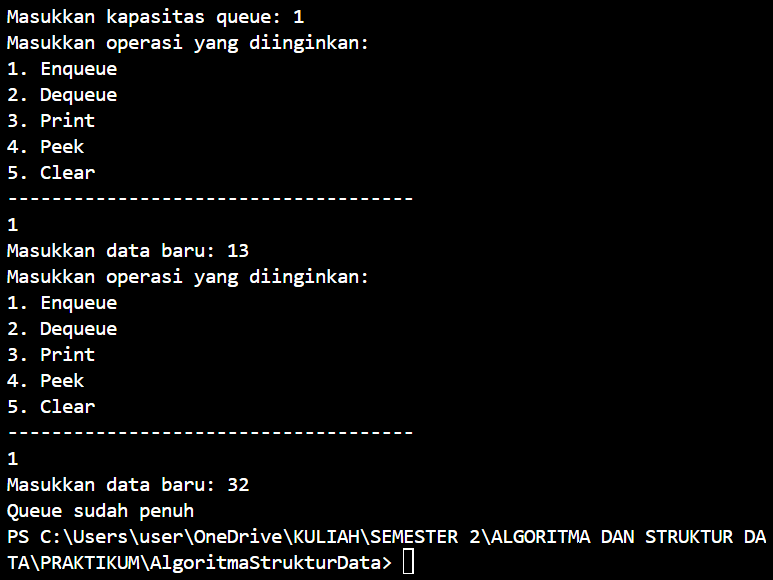 Masukkan kapasitas queue: 1
Masukkan operasi yang diinginkan:
1. Enqueue
2. Dequeue
3. Print
4. Peek
5. Clear
-------------------------------------
1
Masukkan data baru: 13
Masukkan operasi yang diinginkan:
1. Enqueue
2. Dequeue
3. Print
4. Peek
5. Clear
-------------------------------------
1
Masukkan data baru: 32
Queue sudah penuh
PS C:\Users\user\OneDrive\KULIAH\SEMESTER 2\ALGORITMA DAN STRUKTUR DA
TA\PRAKTIKUM\AlgoritmaStrukturData>